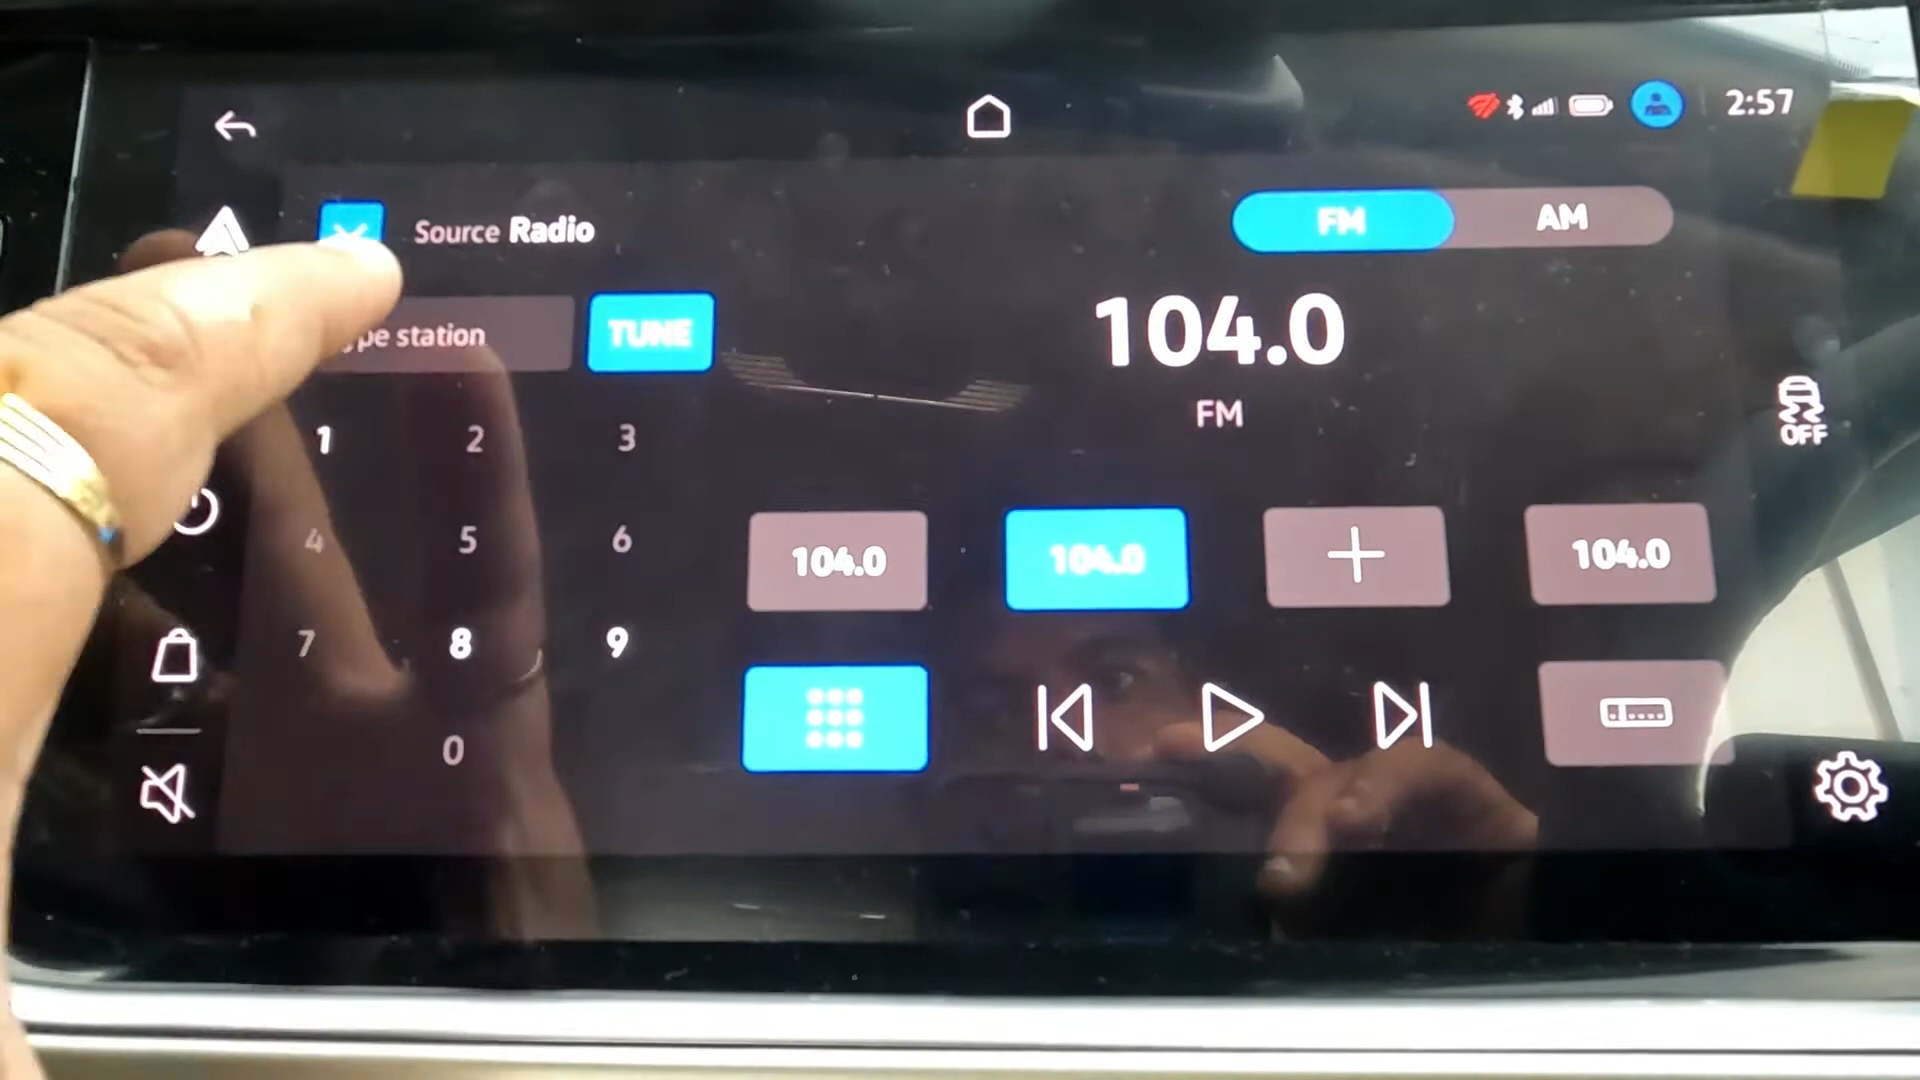 2:57
Source Radio
FM AM
pe station
TUNE
104.0
FM
OFF
1 2 3
4 5 6
7 8 9
0
104.0 104.0 104.0